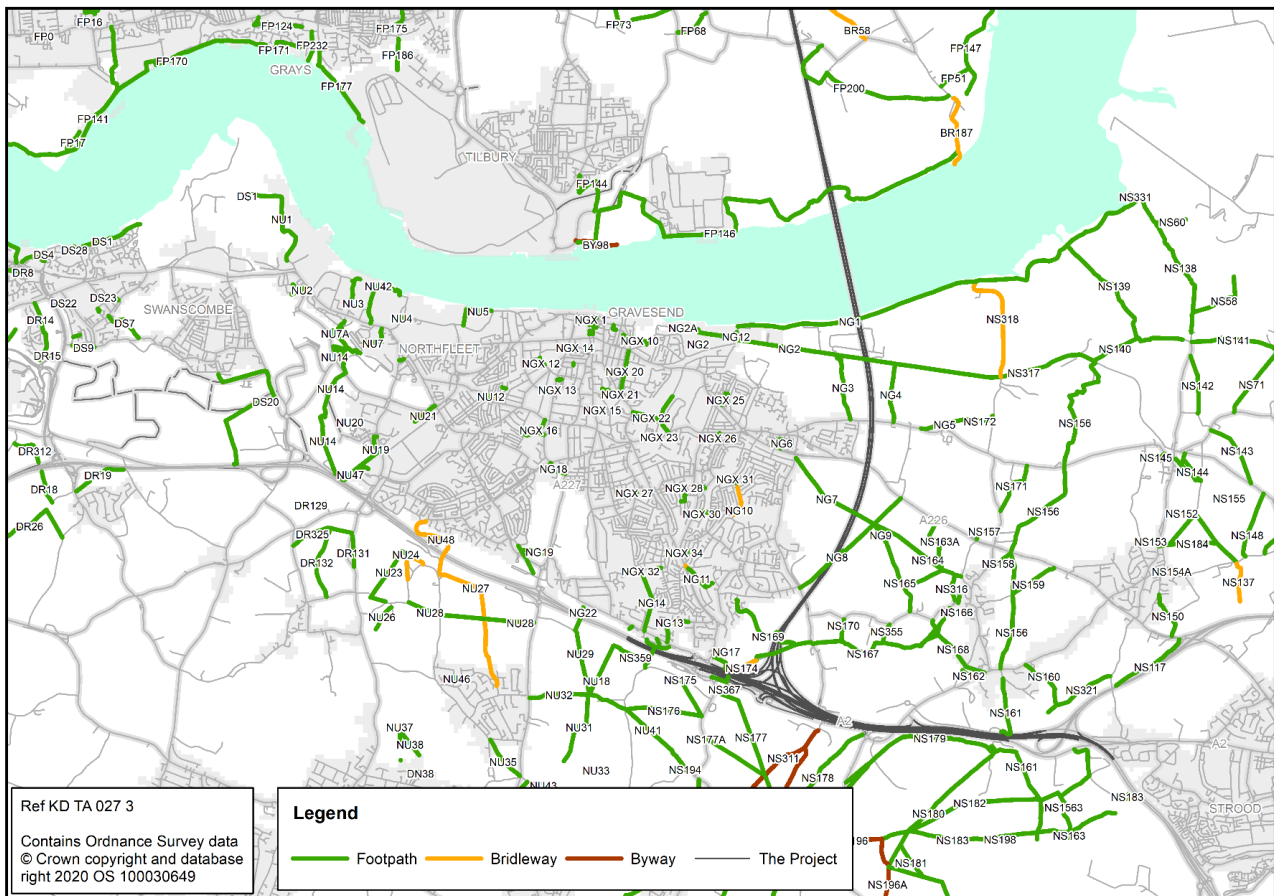 FP16
FP0
FP124
FP175
FP73
FP68
BR58
FP171
FP232
FP170
GRAYS
FP186
FP147
FP177
FP51
FP200
FP141
FP17
BR187
TILBURY
FP144
DS1
NS331
NS60
NU1
FP146
BY98
DS1
DS28
DS4
DR8
NS138
NS139
NS58
NU2
NU42
NU3
DS22
DS23
SWANSCOMBE
DR14
DS7
NU5
GRAVESEND
NU4
NGX 1
NG2A
NG1
NS318
NU7A
NU7
NG12
NGX 10
NG2
NG2
DS9
DR15
NORTHFLEET
NGX 14
NS140
NS141
NU14
NGX 12
NGX 20
NS317
NU14
NGX 13
NG3
NG4
NS142
NS71
NU12
NGX 21
NGX 25
DS20
NGX 15
NU21
NGX 22
NU20
NG5
NS172
NS156
NGX 16
NGX 23
NGX 26
NU14
NG6
DR312
NU19
NS143
NS145
NG18
NU47
DR19
NS144
A227
NGX 31
NGX 28
DR18
NGX 27
NS171
NG7
NS155
DR129
NG10
NGX 30
NS156
NS152
DR26
A226
NS157
DR325
NU48
NG9
NS163A
NS153
NS184
NS148
NG19
NGX 34
NG8
DR131
NU24
NS164
NS158
DR132
NU23
NGX 32
NS154A
NG11
NS159
NS137
NS165
NS316
NU27
NG14
NU26
NU28
NG22
NS166
NS150
NU28
NG13
NS170
NS355
NS156
NS169
NU29
NS359
NG17
NS167
NS168
NS174
NS117
NU46
NU18
NS175
NS162
NS160
NS367
NS321
NU32
NS176
NS161
NU37
NU31
NU41
A2
NU38
NS177A
NS177
NS179
A2
NU35
NS311
NS161
DN38
NU33
NS194
NS178
NU43
NS183
Ref KD TA 027 3
NS182
NS1563
STROOD
Legend
NS180
Contains Ordnance Survey data
© Crown copyright and database
right 2020 OS 100030649
NS183
NS198
NS163
196
Footpath
Bridleway
Byway
The Project
NS181
NS196A